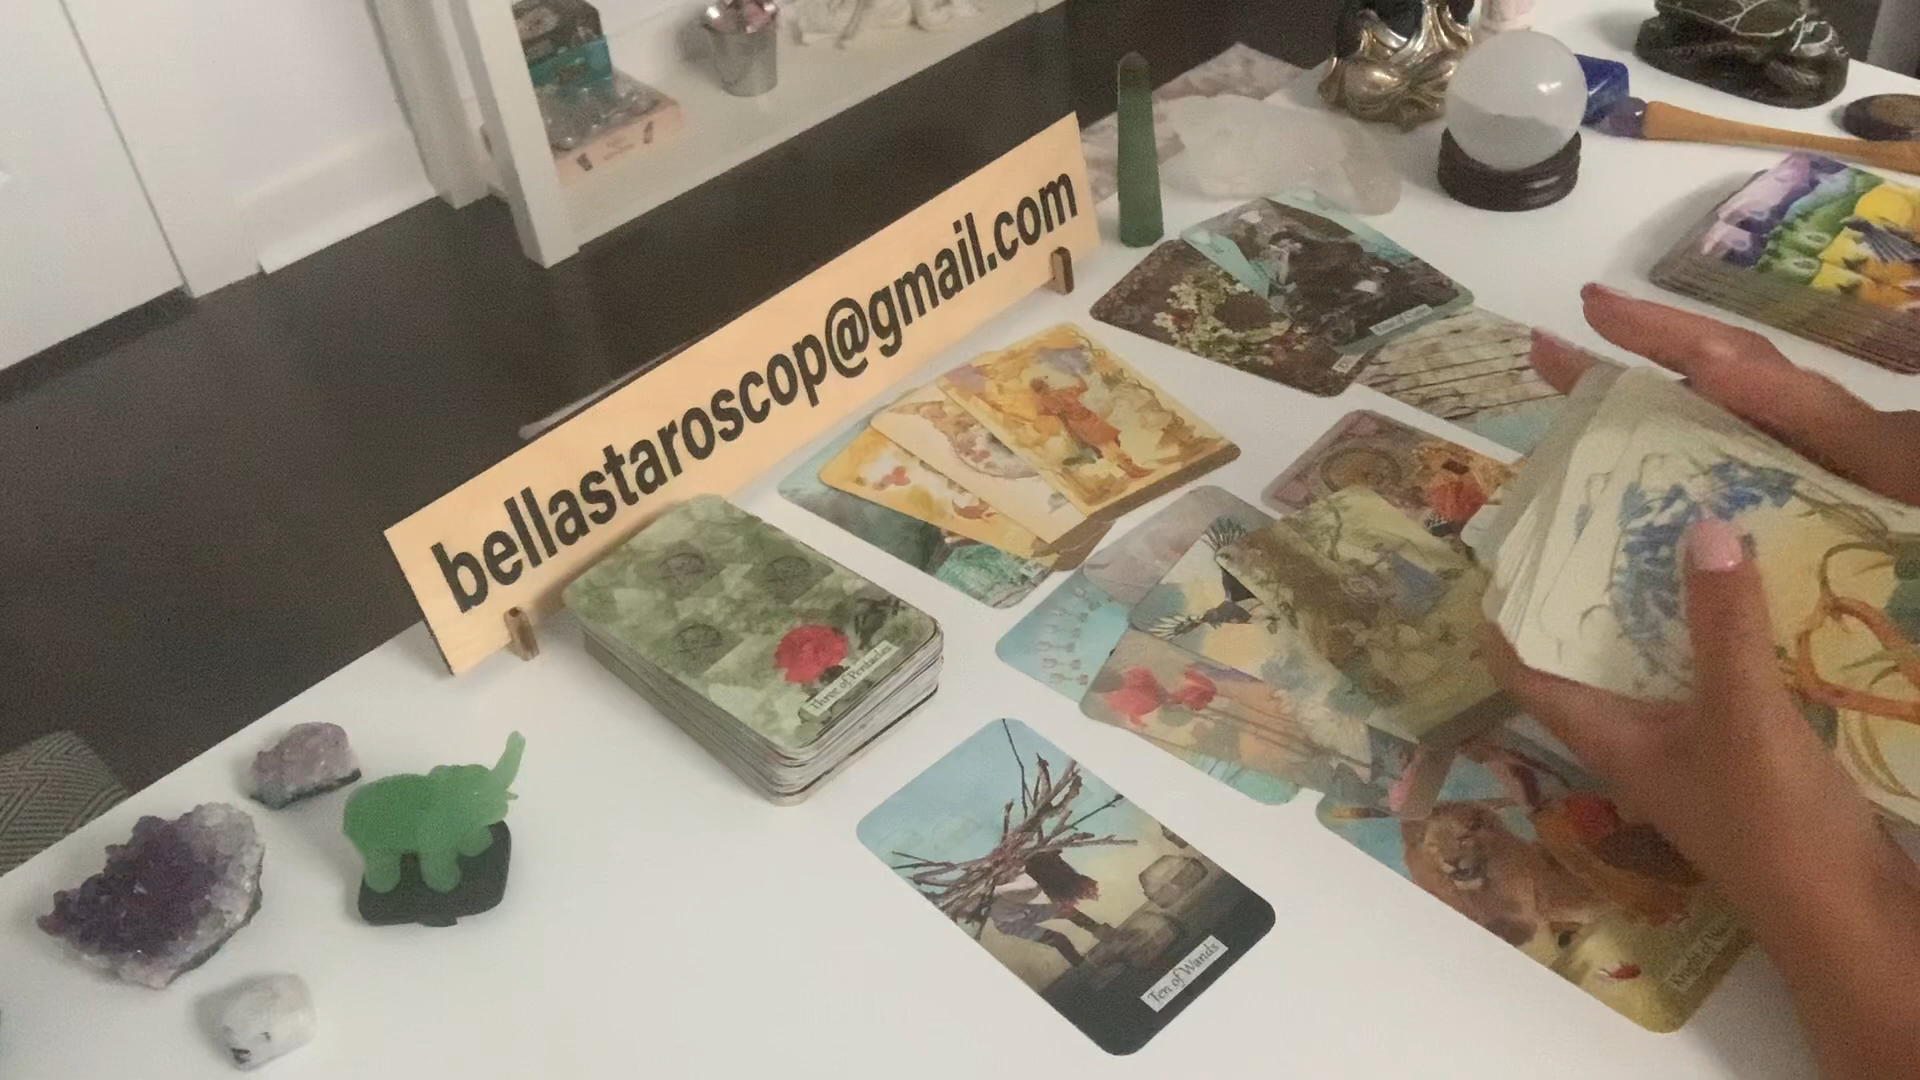 bellastaroscop@gmail.com
Three of Pentacles
Ten of Wands